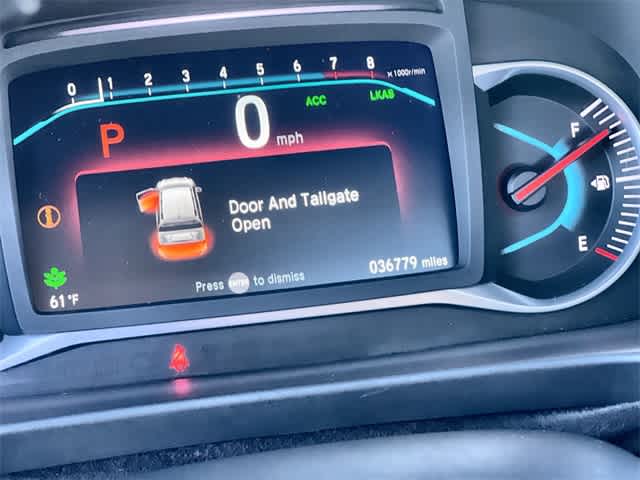 0 1 2 3 4 5 6 7 8 x1000r/min
P 0 mph ACC LKAS
F
Door And Tailgate
Open
E
Press ENTER to dismiss
036779 miles
61°F